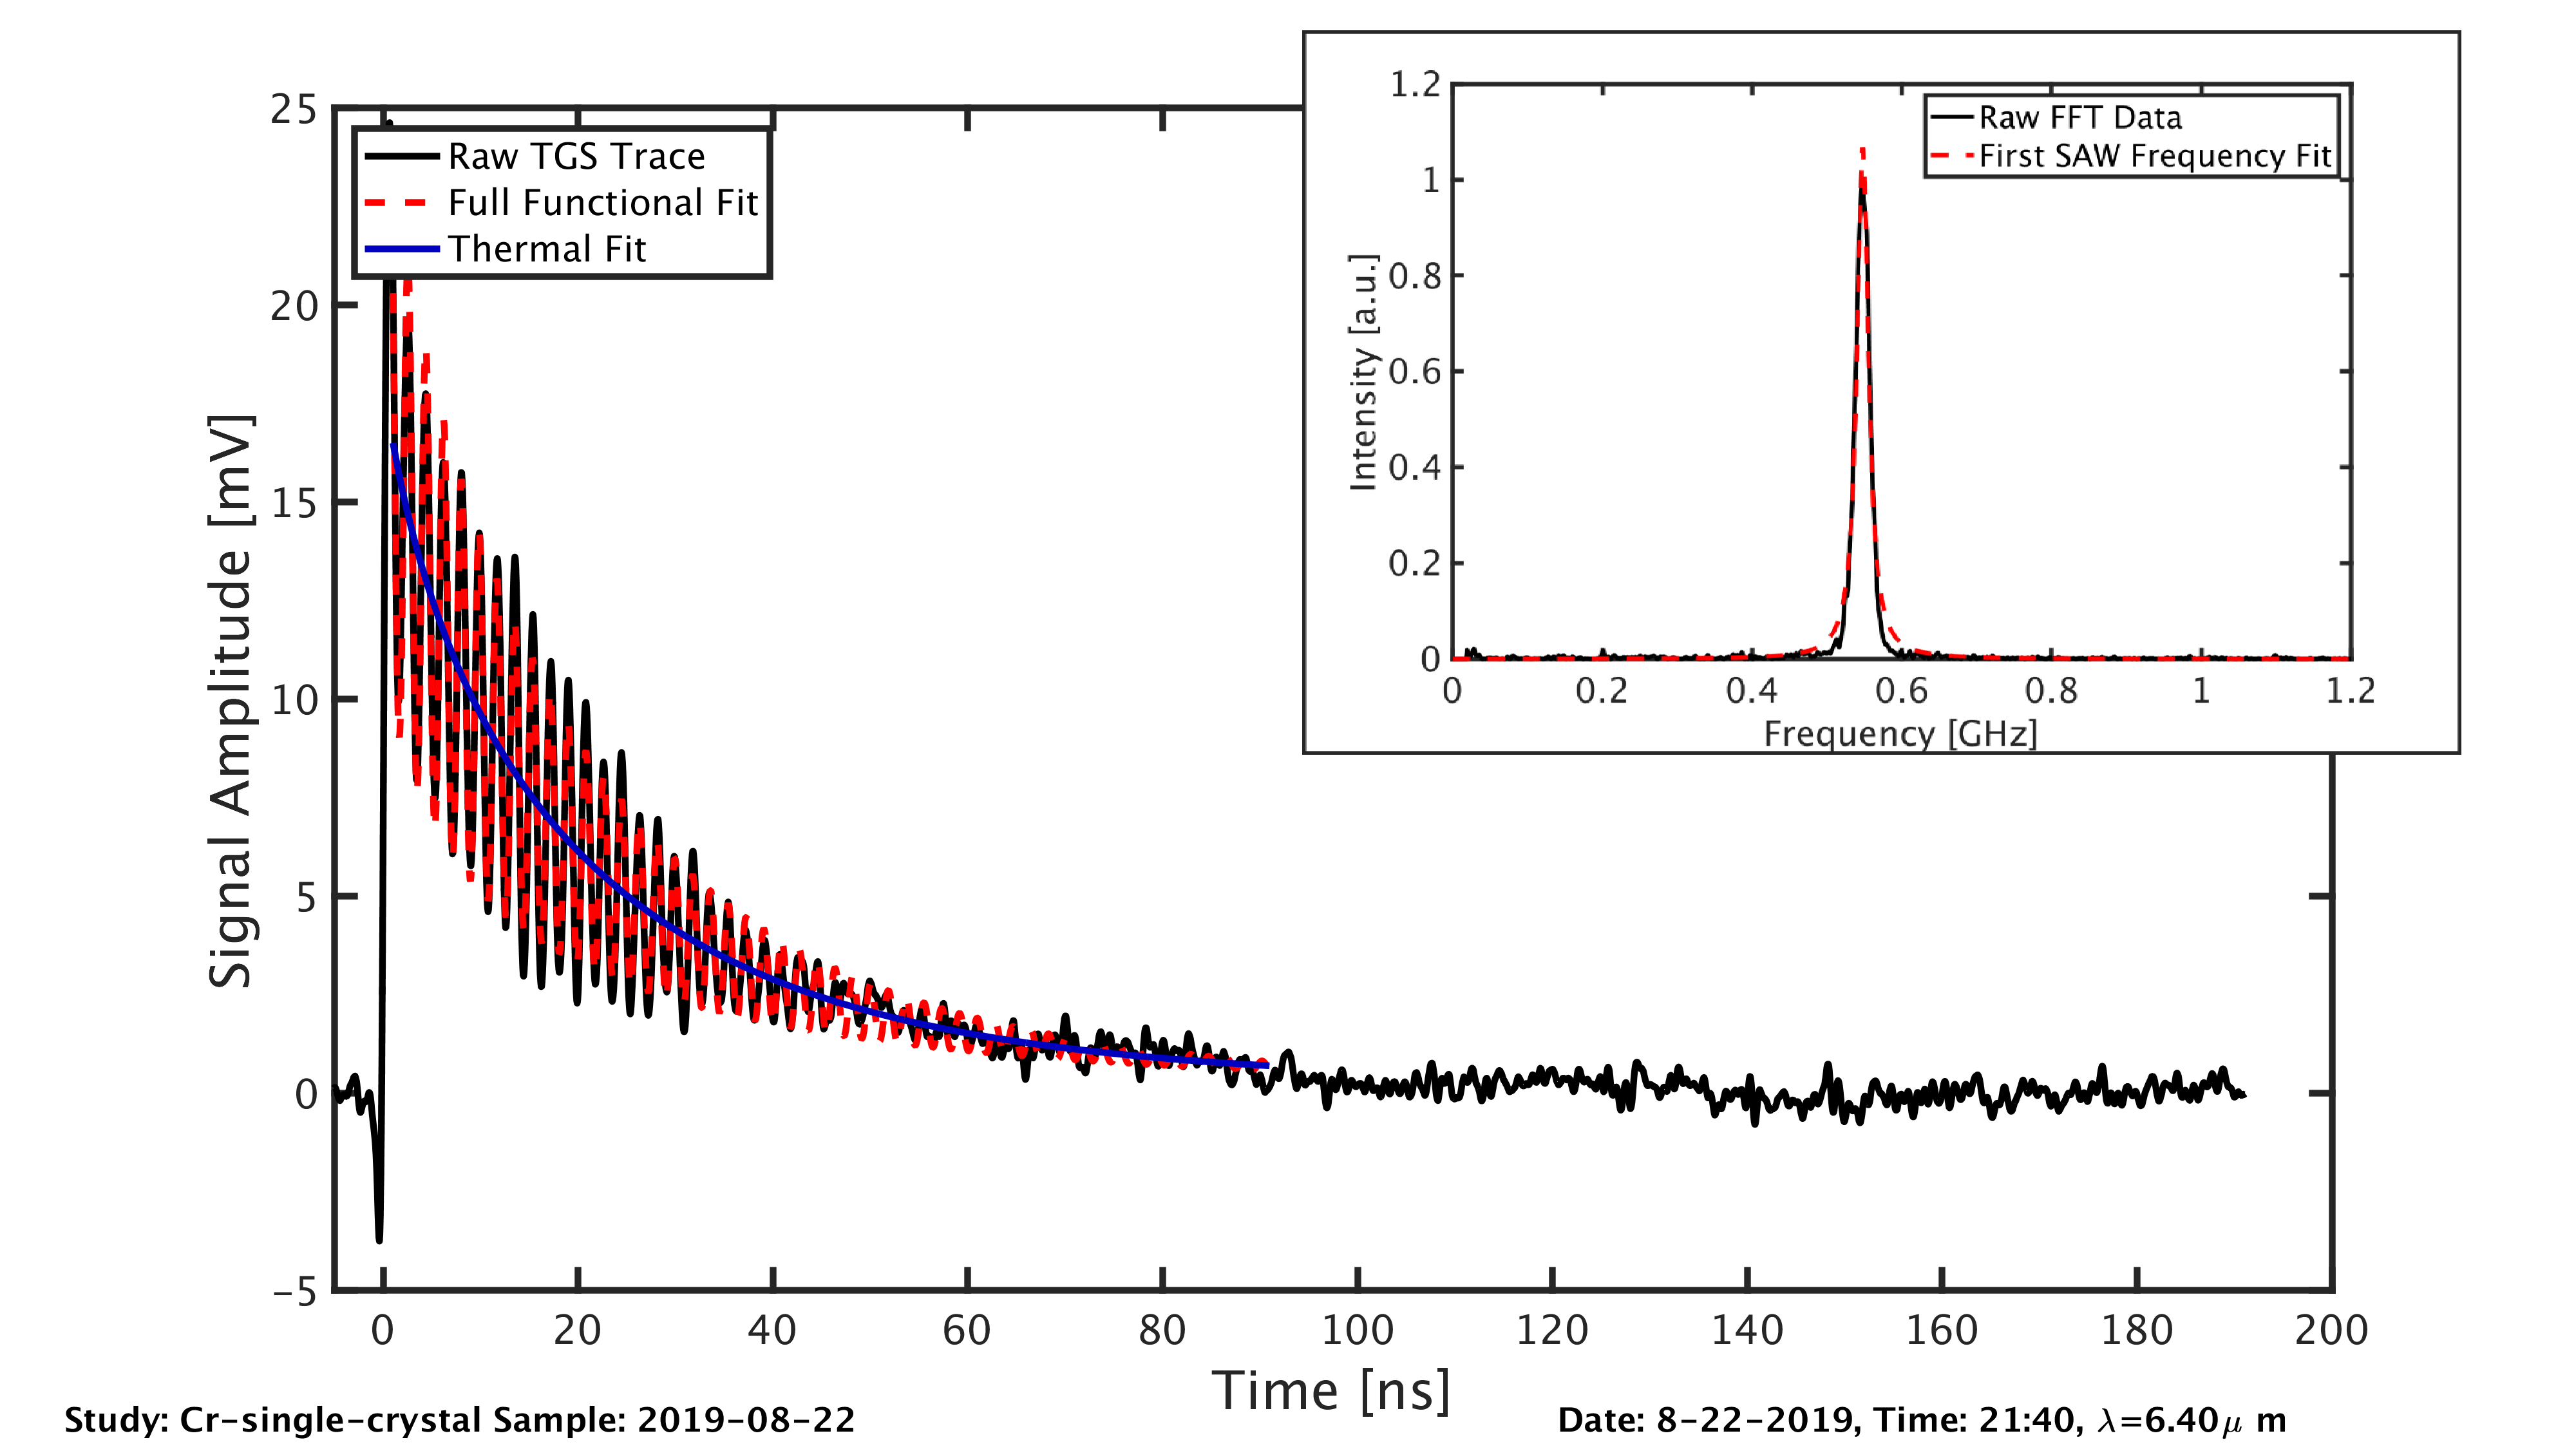 1.2
1
0.8
0.6
0.4
0.2
0
Intensity [a.u.]
Raw FFT Data
First SAW Frequency Fit
0 0.2 0.4 0.6 0.8 1 1.2
Frequency [GHz]
25
20
15
10
5
0
−5
Signal Amplitude [mV]
Raw TGS Trace
Full Functional Fit
Thermal Fit
0 20 40 60 80 100 120 140 160 180 200
Time [ns]
Study: Cr−single−crystal Sample: 2019−08−22
Date: 8−22−2019, Time: 21:40, λ=6.40μ m